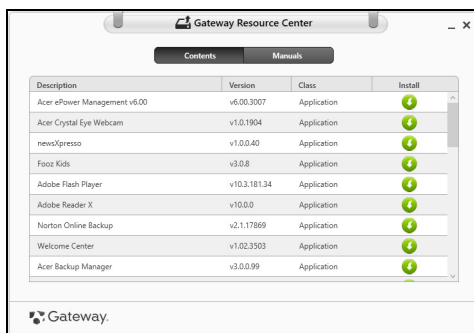 Gateway Resource Center
Contents Manuals
Description Version Class Install
Acer ePower Management v6.00 v6.00.3007 Application
Acer Crystal Eye Webcam v1.0.1904 Application
newsXpresso v1.0.0.40 Application
Fooz Kids v3.0.8 Application
Adobe Flash Player v10.3.181.34 Application
Adobe Reader X v10.0.0 Application
Norton Online Backup v2.1.17869 Application
Welcome Center v1.02.3503 Application
Acer Backup Manager v3.0.0.99 Application
Gateway.